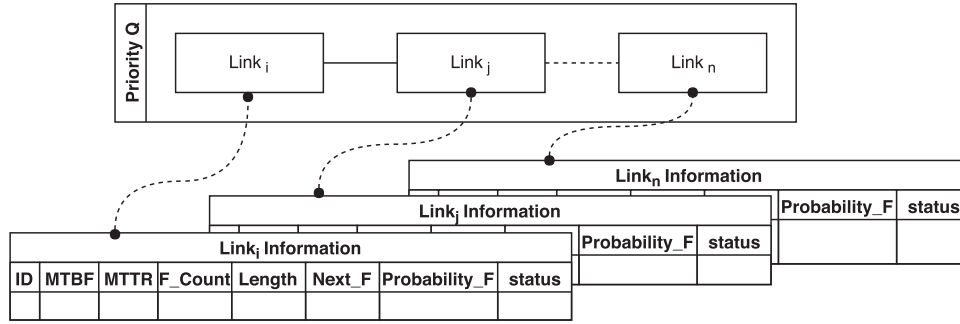 Priority Q
Link i
Link j
Link n
Link n Information
Probability_F status
Link j Information
Probability_F status
Link i Information
ID MTBF MTTR F_Count Length Next_F Probability_F status